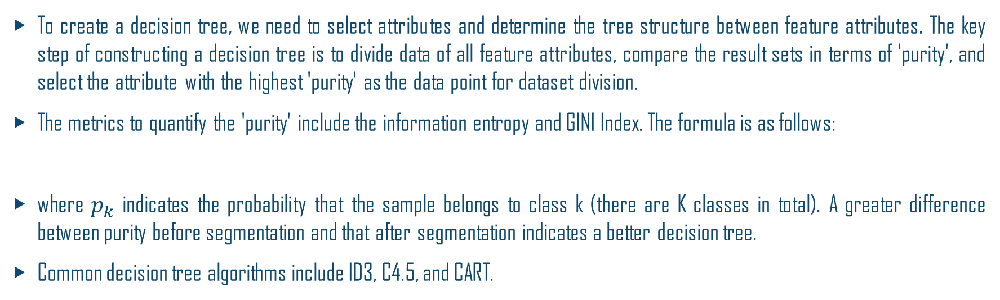 ▶ To create a decision tree, we need to select attributes and determine the tree structure between feature attributes. The key
step of constructing a decision tree is to divide data of all feature attributes, compare the result sets in terms of 'purity', and
select the attribute with the highest 'purity' as the data point for dataset division.
▶ The metrics to quantify the 'purity' include the information entropy and GINI Index. The formula is as follows:
▶ where pₖ indicates the probability that the sample belongs to class k (there are K classes in total). A greater difference
between purity before segmentation and that after segmentation indicates a better decision tree.
▶ Common decision tree algorithms include ID3, C4.5, and CART.